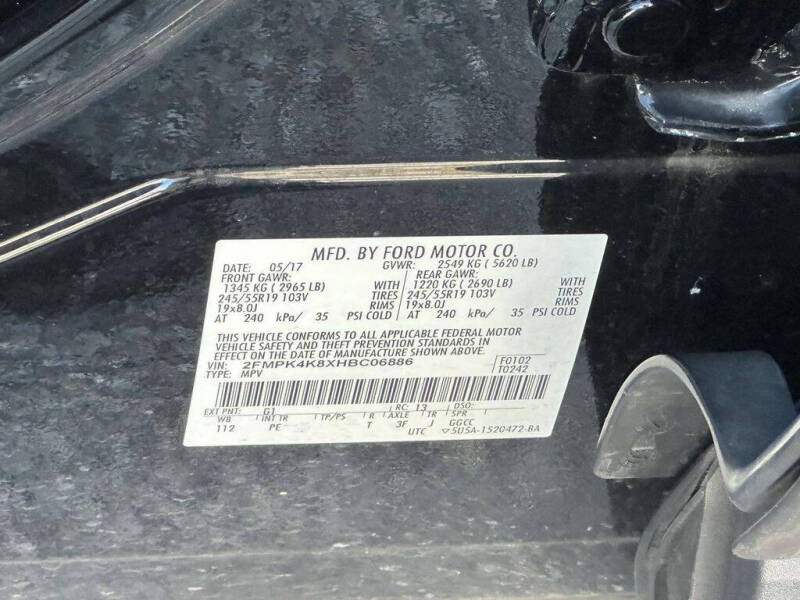 MFD. BY FORD MOTOR CO.
DATE: 05/17 GVWR: 2549 KG ( 5620 LB)
FRONT GAWR: REAR GAWR:
1345 KG ( 2965 LB) WITH 1220 KG ( 2690 LB) WITH
245/55R19 103V TIRES 245/55R19 103V TIRES
19x8.0J RIMS 19x8.0J RIMS
AT 240 kPa/ 35 PSI COLD AT 240 kPa/ 35 PSI COLD
THIS VEHICLE CONFORMS TO ALL APPLICABLE FEDERAL MOTOR
VEHICLE SAFETY AND THEFT PREVENTION STANDARDS IN
EFFECT ON THE DATE OF MANUFACTURE SHOWN ABOVE.
VIN: 2FMPK4K8XHBC06886 F0102
TYPE: MPV T0242
EXT PNT: G1 RC: 13 DSO:
WB INT TR TP/PS R AXLE TR SPR
112 PE T 3F J GGCC
UTC ▽5U5A-1520472-BA